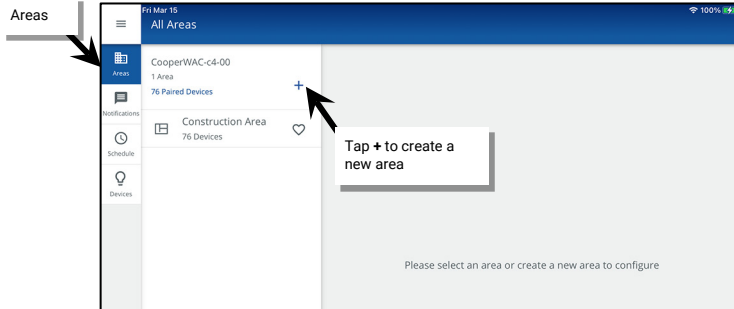 Areas
Fri Mar 15
100%
All Areas
Areas
CooperWAC-c4-00
1 Area
76 Paired Devices
+
Notifications
Construction Area
76 Devices
Schedule
Tap + to create a
new area
Devices
Please select an area or create a new area to configure